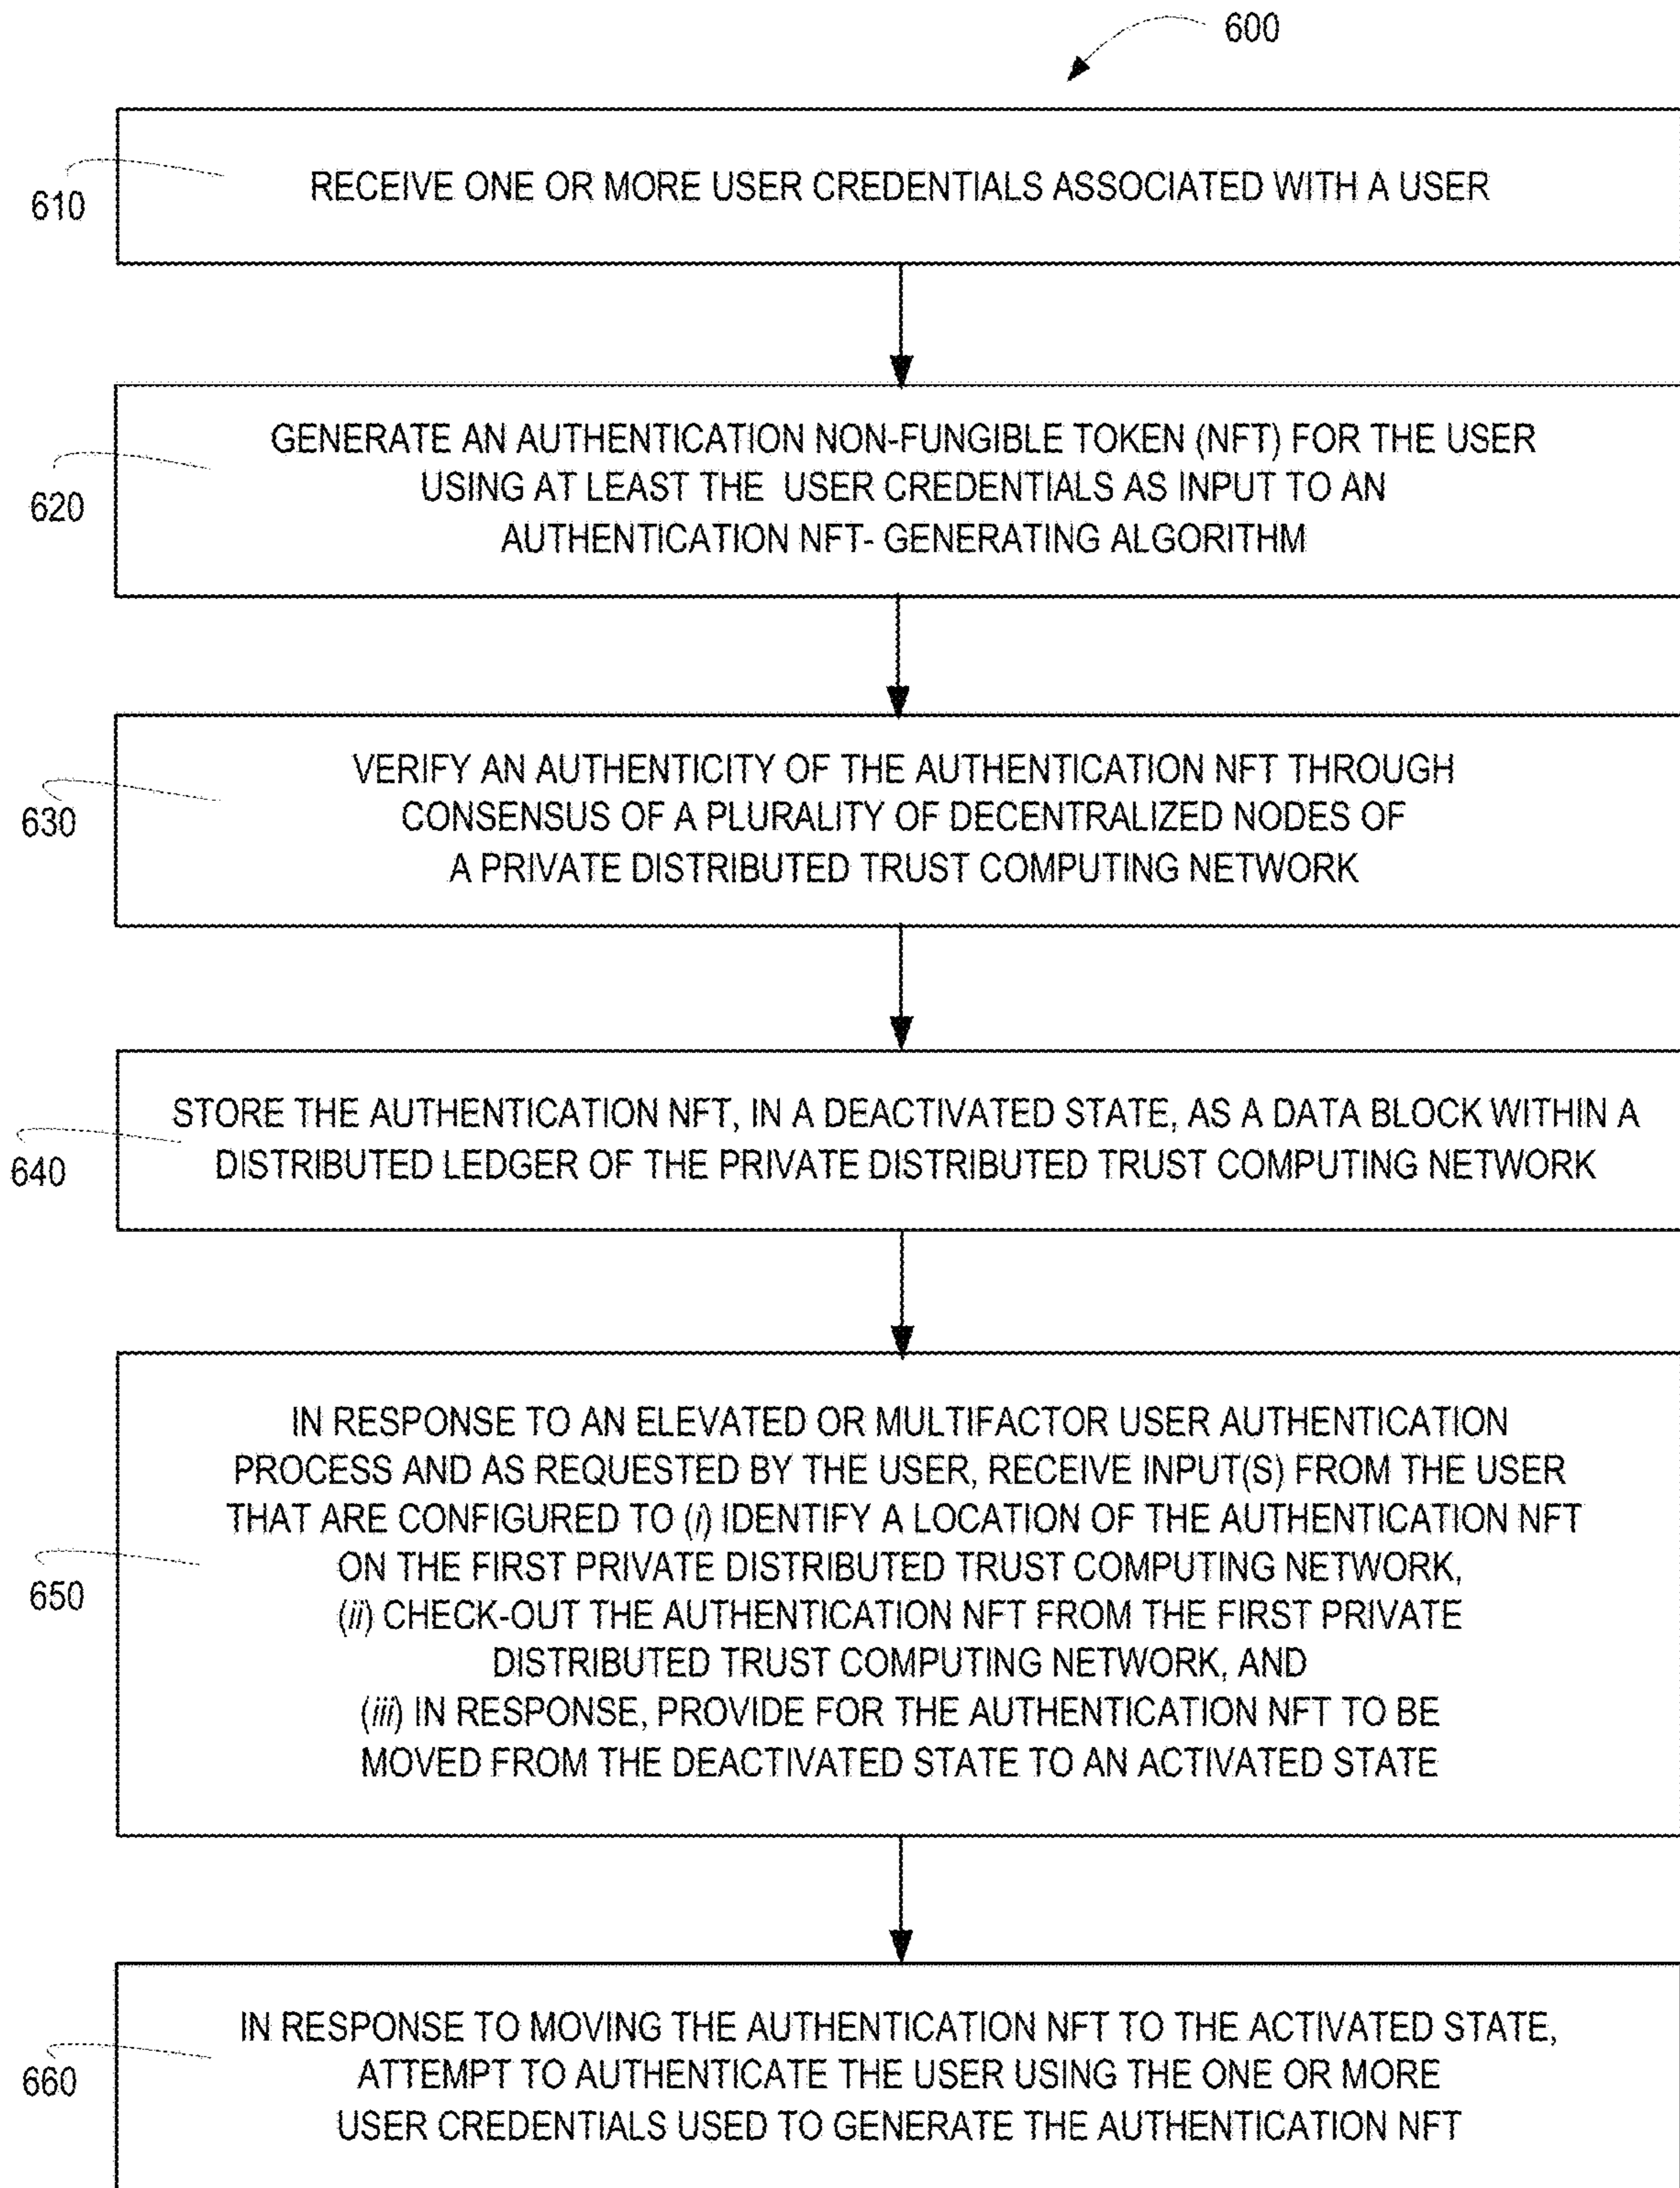 600
610
RECEIVE ONE OR MORE USER CREDENTIALS ASSOCIATED WITH A USER
620
GENERATE AN AUTHENTICATION NON-FUNGIBLE TOKEN (NFT) FOR THE USER
USING AT LEAST THE USER CREDENTIALS AS INPUT TO AN
AUTHENTICATION NFT- GENERATING ALGORITHM
630
VERIFY AN AUTHENTICITY OF THE AUTHENTICATION NFT THROUGH
CONSENSUS OF A PLURALITY OF DECENTRALIZED NODES OF
A PRIVATE DISTRIBUTED TRUST COMPUTING NETWORK
640
STORE THE AUTHENTICATION NFT, IN A DEACTIVATED STATE, AS A DATA BLOCK WITHIN A
DISTRIBUTED LEDGER OF THE PRIVATE DISTRIBUTED TRUST COMPUTING NETWORK
650
IN RESPONSE TO AN ELEVATED OR MULTIFACTOR USER AUTHENTICATION
PROCESS AND AS REQUESTED BY THE USER, RECEIVE INPUT(S) FROM THE USER
THAT ARE CONFIGURED TO (i) IDENTIFY A LOCATION OF THE AUTHENTICATION NFT
ON THE FIRST PRIVATE DISTRIBUTED TRUST COMPUTING NETWORK,
(ii) CHECK-OUT THE AUTHENTICATION NFT FROM THE FIRST PRIVATE
DISTRIBUTED TRUST COMPUTING NETWORK, AND
(iii) IN RESPONSE, PROVIDE FOR THE AUTHENTICATION NFT TO BE
MOVED FROM THE DEACTIVATED STATE TO AN ACTIVATED STATE
660
IN RESPONSE TO MOVING THE AUTHENTICATION NFT TO THE ACTIVATED STATE,
ATTEMPT TO AUTHENTICATE THE USER USING THE ONE OR MORE
USER CREDENTIALS USED TO GENERATE THE AUTHENTICATION NFT